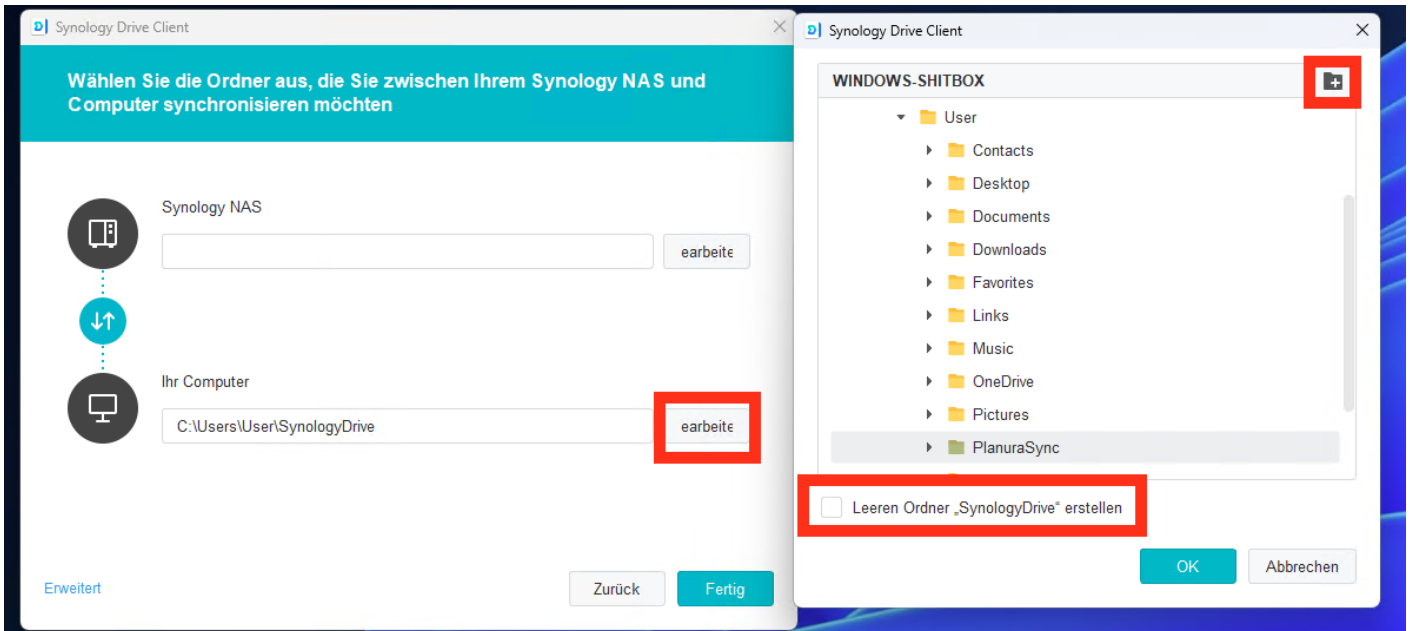 Synology Drive Client
Wählen Sie die Ordner aus, die Sie zwischen Ihrem Synology NAS und
Computer synchronisieren möchten
Synology NAS
earbeite
Ihr Computer
C:\Users\User\SynologyDrive
earbeite
Erweitert
Zurück
Fertig
Synology Drive Client
WINDOWS-SHITBOX
User
Contacts
Desktop
Documents
Downloads
Favorites
Links
Music
OneDrive
Pictures
PlanuraSync
Leeren Ordner „SynologyDrive“ erstellen
OK
Abbrechen